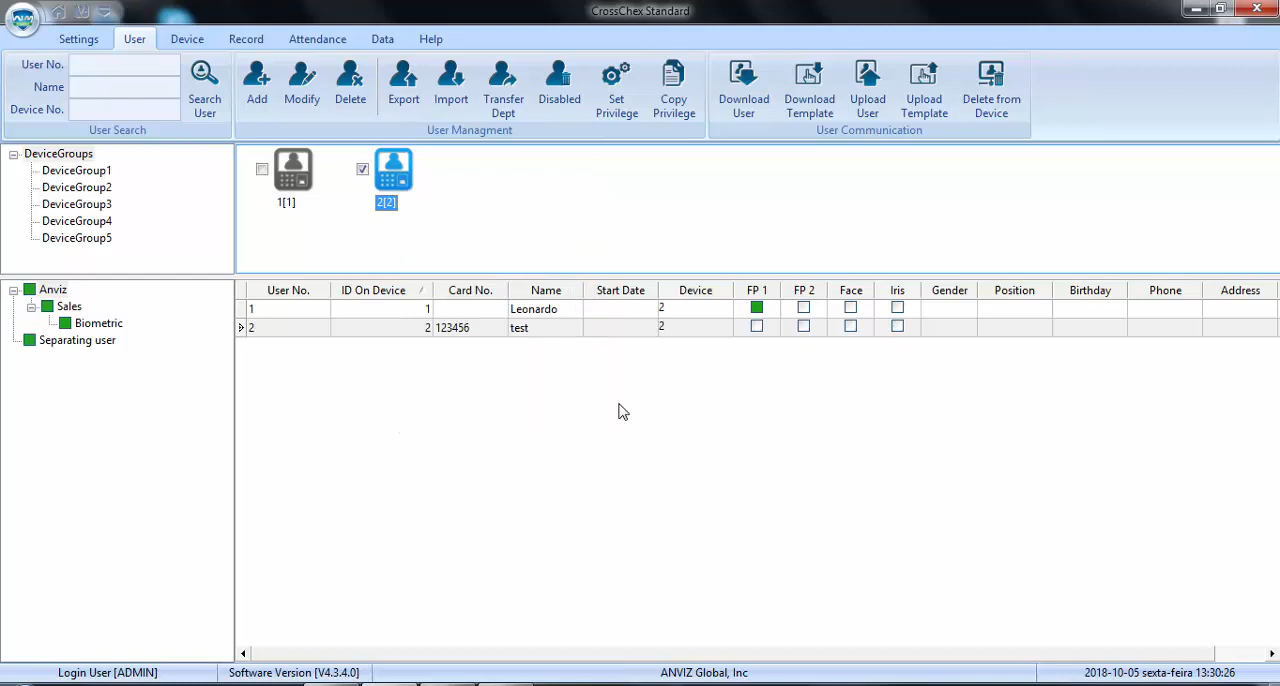 CrossChex Standard
Settings User Device Record Attendance Data Help
User No.
Name
Device No.
Search User
User Search
Add Modify Delete Export Import Transfer Dept Disabled Set Privilege Copy Privilege
User Managment
Download User Download Template Upload User Upload Template Delete from Device
User Communication
DeviceGroups
DeviceGroup1
DeviceGroup2
DeviceGroup3
DeviceGroup4
DeviceGroup5
1[1] 2[2]
Anviz
Sales
Biometric
Separating user
User No. ID On Device Card No. Name Start Date Device FP 1 FP 2 Face Iris Gender Position Birthday Phone Address
1 1 Leonardo 2
2 2 123456 test 2
Login User [ADMIN] Software Version [V4.3.4.0] ANVIZ Global, Inc 2018-10-05 sexta-feira 13:30:26